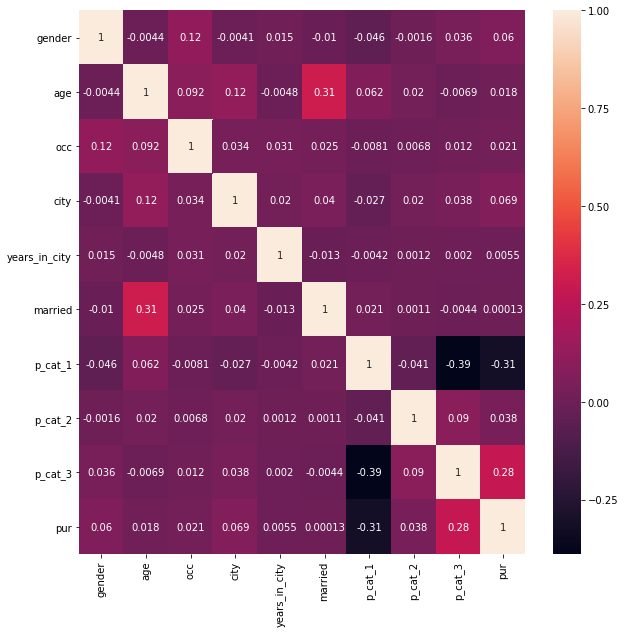 1.00
gender 1 -0.0044 0.12 -0.0041 0.015 -0.01 -0.046 -0.0016 0.036 0.06
age -0.0044 1 0.092 0.12 -0.0048 0.31 0.062 0.02 -0.0069 0.018
0.75
occ 0.12 0.092 1 0.034 0.031 0.025 -0.0081 0.0068 0.012 0.021
city -0.0041 0.12 0.034 1 0.02 0.04 -0.027 0.02 0.038 0.069
0.50
years_in_city 0.015 -0.0048 0.031 0.02 1 -0.013 -0.0042 0.0012 0.002 0.0055
0.25
married -0.01 0.31 0.025 0.04 -0.013 1 0.021 0.0011 -0.0044 0.00013
p_cat_1 -0.046 0.062 -0.0081 -0.027 -0.0042 0.021 1 -0.041 -0.39 -0.31
0.00
p_cat_2 -0.0016 0.02 0.0068 0.02 0.0012 0.0011 -0.041 1 0.09 0.038
p_cat_3 0.036 -0.0069 0.012 0.038 0.002 -0.0044 -0.39 0.09 1 0.28
−0.25
pur 0.06 0.018 0.021 0.069 0.0055 0.00013 -0.31 0.038 0.28 1
gender age occ city years_in_city married p_cat_1 p_cat_2 p_cat_3 pur